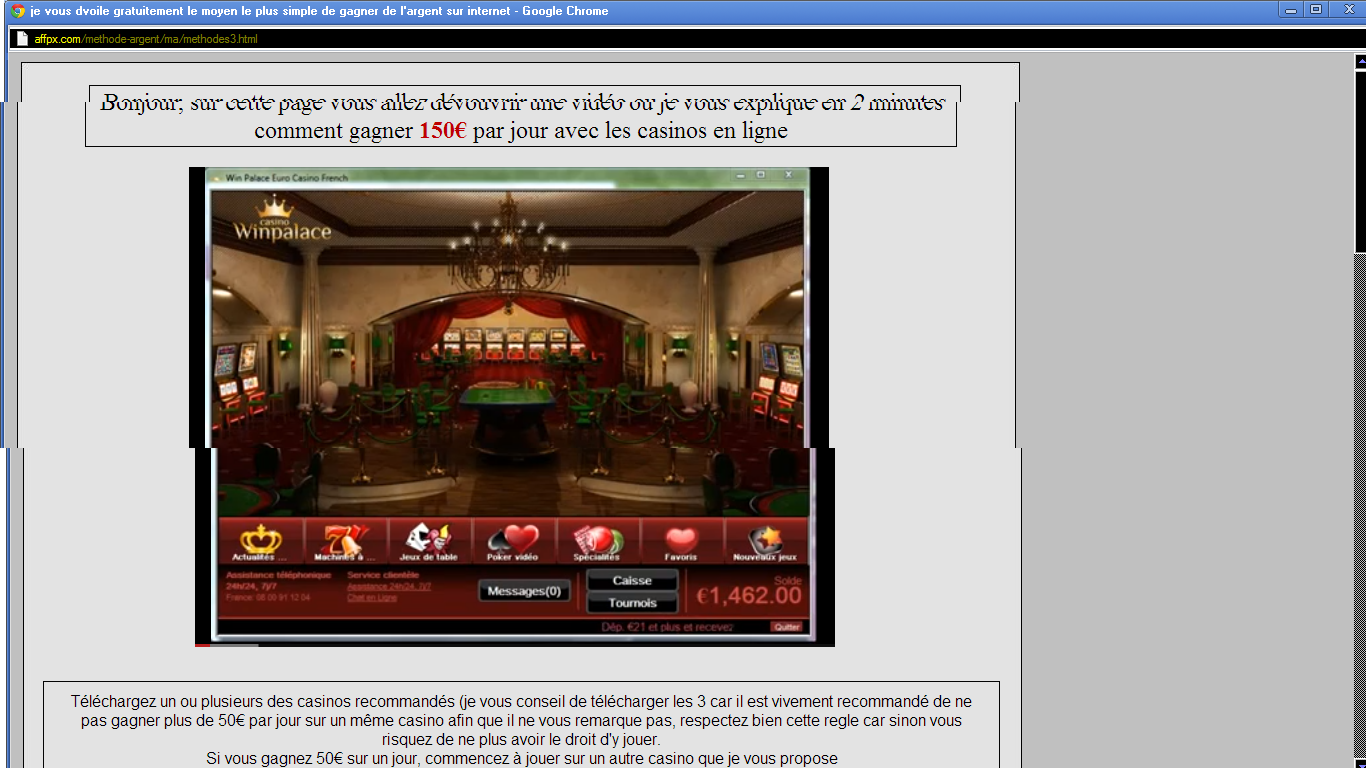 je vous dvoile gratuitement le moyen le plus simple de gagner de l'argent sur internet - Google Chrome
affpx.com/methode-argent/ma/methodes3.html
Bonjour, sur cette page vous allez dévouvrir une vidéo ou je vous explique en 2 minutes
comment gagner 150€ par jour avec les casinos en ligne
Win Palace Euro Casino French
casino
Winpalace
Actualités ...
Machines à ...
Jeux de table
Poker vidéo
Spécialités
Favoris
Nouveaux jeux
Assistance téléphonique
24h/24, 7j/7
France: 08 00 91 12 04
Service clientèle
Assistance 24h/24, 7/7
Chat en Ligne
Messages(0)
Caisse
Tournois
Solde
€1,462.00
Dép. €21 et plus et recevez
Quitter
Téléchargez un ou plusieurs des casinos recommandés (je vous conseil de télécharger les 3 car il est vivement recommandé de ne
pas gagner plus de 50€ par jour sur un même casino afin que il ne vous remarque pas, respectez bien cette regle car sinon vous
risquez de ne plus avoir le droit d'y jouer.
Si vous gagnez 50€ sur un jour, commencez à jouer sur un autre casino que je vous propose